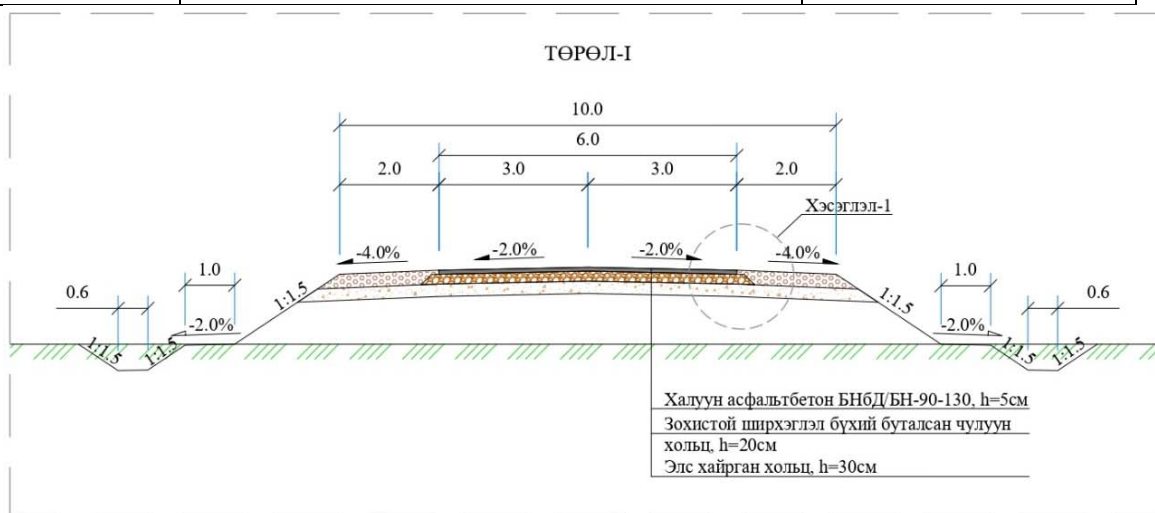 ТӨРӨЛ-I
10.0
6.0
2.0 3.0 3.0 2.0
Хэсэглэл-1
-4.0% -2.0% -2.0% -4.0%
1.0 1.0
0.6 1:1.5 1:1.5 0.6
-2.0% -2.0%
1:1.5 1:1.5 1:1.5 1:1.5
Халуун асфальтбетон БНбД/БН-90-130, h=5см
Зохистой ширхэглэл бүхий буталсан чулуун
хольц, h=20см
Элс хайрган хольц, h=30см